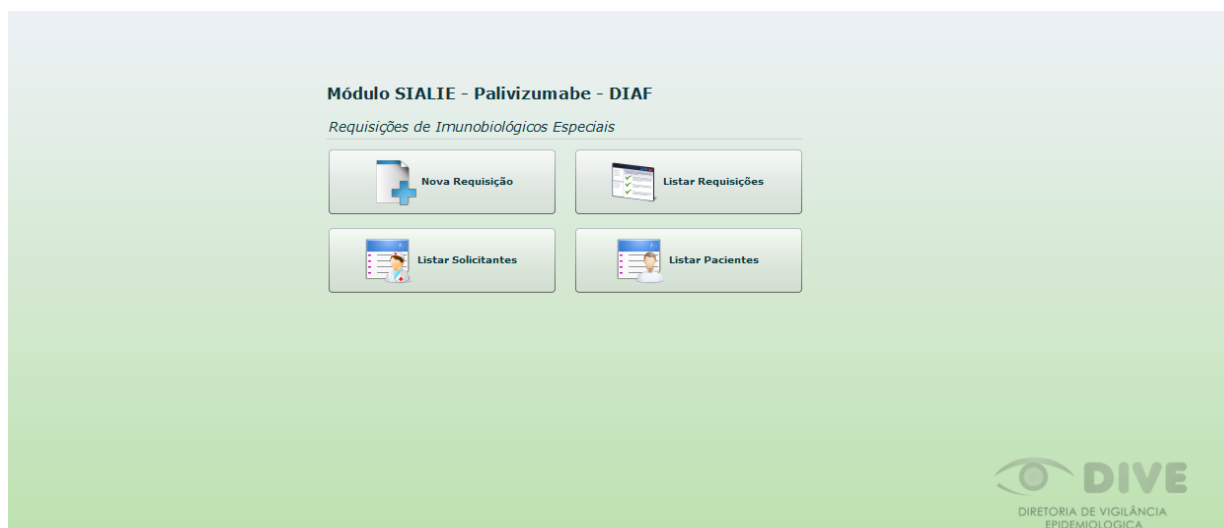 Módulo SIALIE - Palivizumabe - DIAF
Requisições de Imunobiológicos Especiais
Nova Requisição
Listar Requisições
Listar Solicitantes
Listar Pacientes
DIVE
DIRETORIA DE VIGILÂNCIA
EPIDEMIOLOGICA